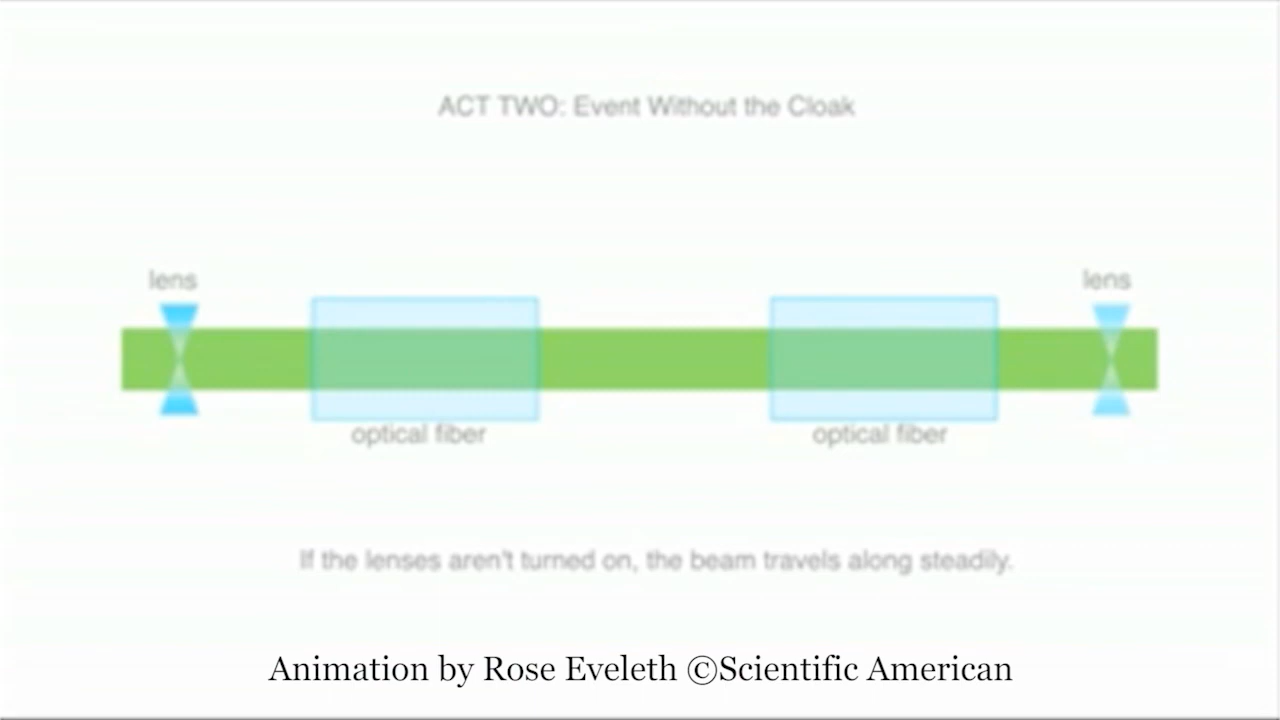 ACT TWO: Event Without the Cloak
lens
lens
optical fiber
optical fiber
If the lenses aren't turned on, the beam travels along steadily.
Animation by Rose Eveleth ©Scientific American